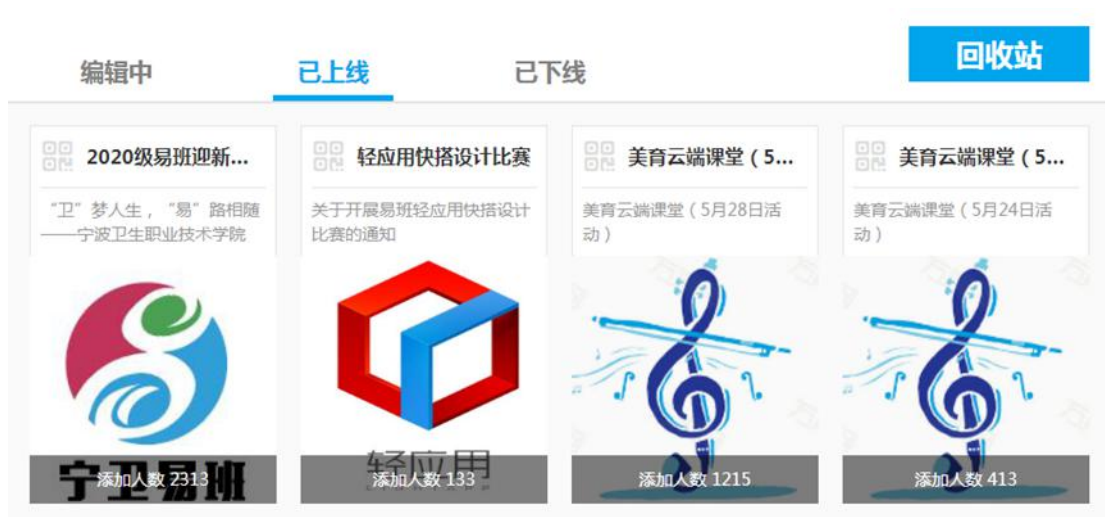 编辑中
已上线
已下线
回收站
2020级易班迎新...
“卫”梦人生，“易”路相随
——宁波卫生职业技术学院
宁卫易班
添加人数 2313
轻应用快搭设计比赛
关于开展易班轻应用快搭设计
比赛的通知
轻应用
添加人数 133
美育云端课堂（5...
美育云端课堂（5月28日活
动）
添加人数 1215
美育云端课堂（5...
美育云端课堂（5月24日活
动）
添加人数 413